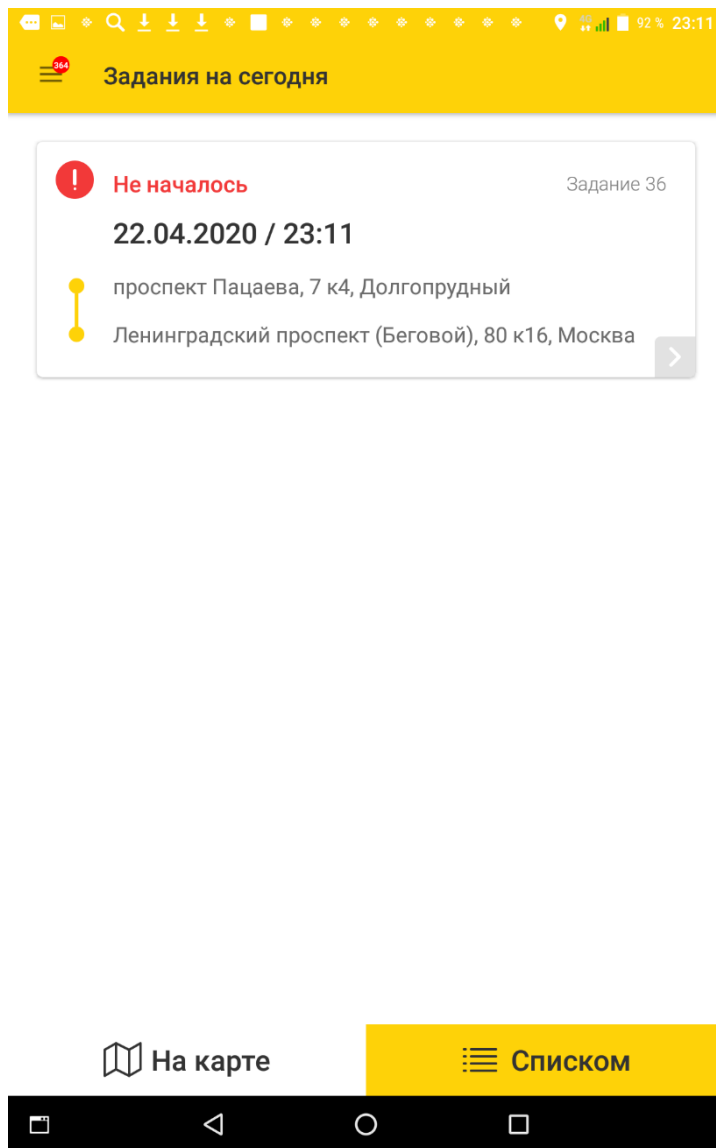 92 % 23:11
364
Задания на сегодня
Не началось
Задание 36
22.04.2020 / 23:11
проспект Пацаева, 7 к4, Долгопрудный
Ленинградский проспект (Беговой), 80 к16, Москва
На карте
Списком